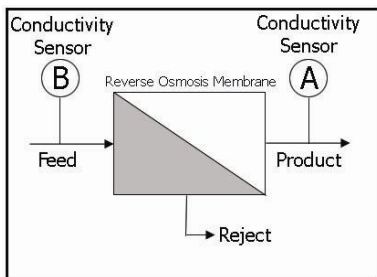 Conductivity
Sensor
B
Conductivity
Sensor
A
Reverse Osmosis Membrane
Feed
Product
Reject